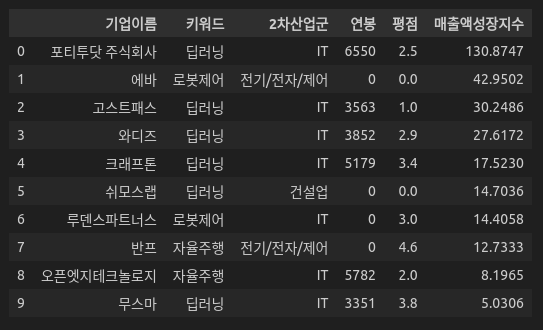 기업이름 키워드 2차산업군 연봉 평점 매출액성장지수
0 포티투닷 주식회사 딥러닝 IT 6550 2.5 130.8747
1 에바 로봇제어 전기/전자/제어 0 0.0 42.9502
2 고스트패스 딥러닝 IT 3563 1.0 30.2486
3 와디즈 딥러닝 IT 3852 2.9 27.6172
4 크래프톤 딥러닝 IT 5179 3.4 17.5230
5 쉬모스랩 딥러닝 건설업 0 0.0 14.7036
6 루덴스파트너스 로봇제어 IT 0 3.0 14.4058
7 반프 자율주행 전기/전자/제어 0 4.6 12.7333
8 오픈엣지테크놀로지 자율주행 IT 5782 2.0 8.1965
9 무스마 딥러닝 IT 3351 3.8 5.0306